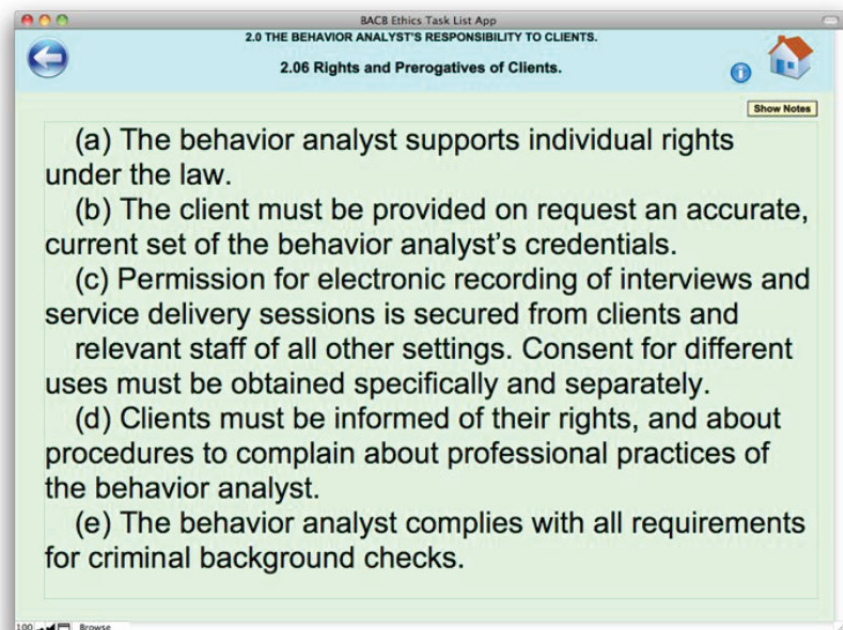 BACB Ethics Task List App
2.0 THE BEHAVIOR ANALYST'S RESPONSIBILITY TO CLIENTS.
2.06 Rights and Prerogatives of Clients.
i
Show Notes
(a) The behavior analyst supports individual rights
under the law.
(b) The client must be provided on request an accurate,
current set of the behavior analyst's credentials.
(c) Permission for electronic recording of interviews and
service delivery sessions is secured from clients and
relevant staff of all other settings. Consent for different
uses must be obtained specifically and separately.
(d) Clients must be informed of their rights, and about
procedures to complain about professional practices of
the behavior analyst.
(e) The behavior analyst complies with all requirements
for criminal background checks.
100 Browse